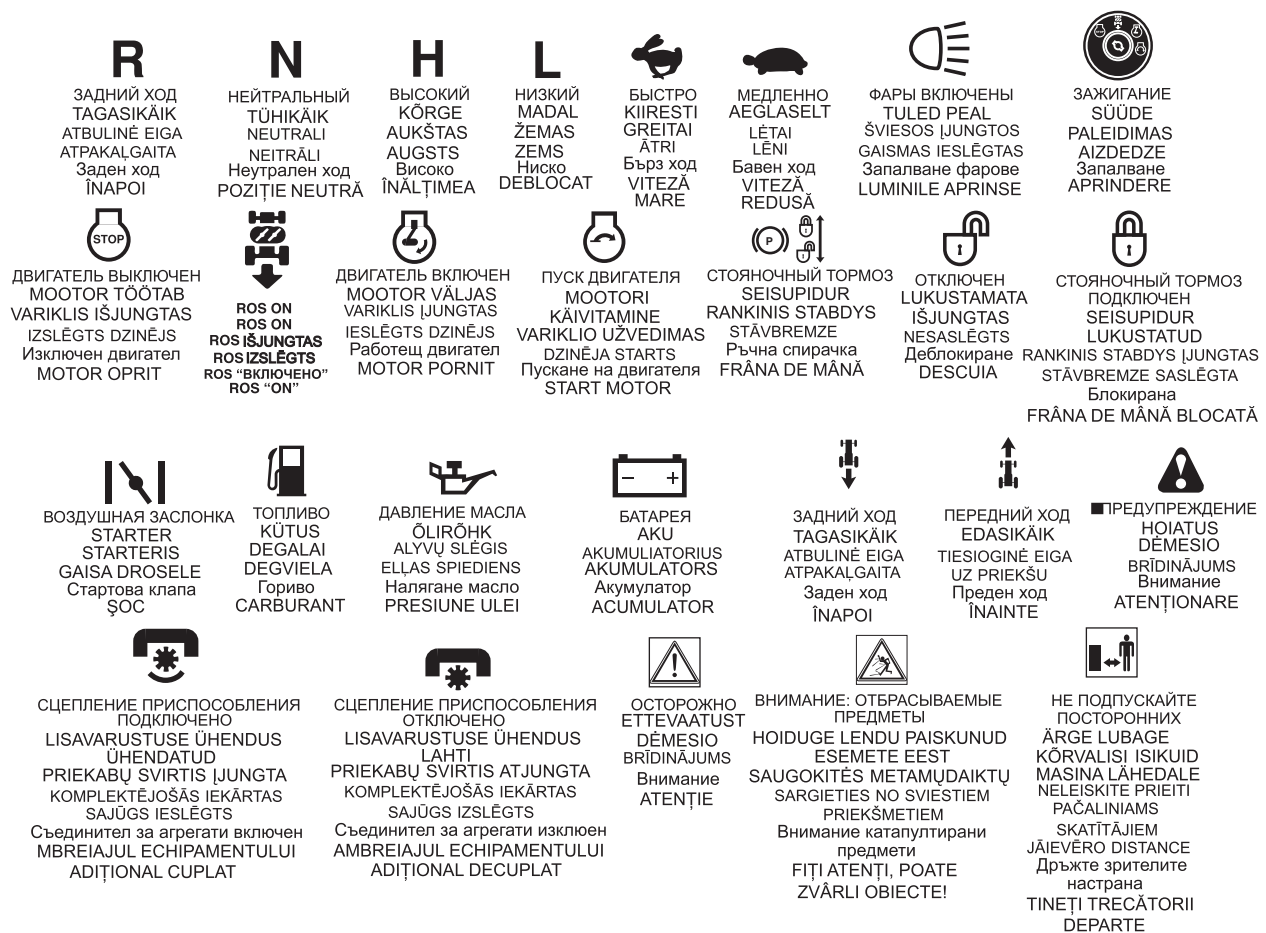 R
ЗАДНИЙ ХОД
TAGASIKÄIK
ATBULINĖ EIGA
ATPAKAĻGAITA
Заден ход
ÎNAPOI
N
НЕЙТРАЛЬНЫЙ
TÜHIKÄIK
NEUTRALI
NEITRĀLI
Неутрален ход
POZIȚIE NEUTRĂ
H
ВЫСОКИЙ
KÕRGE
AUKŠTAS
AUGSTS
Високо
ÎNĂLȚIMEA
L
НИЗКИЙ
MADAL
ŽEMAS
ZEMS
Ниско
DEBLOCAT
БЫСТРО
KIIRESTI
GREITAI
ĀTRI
Бърз ход
VITEZĂ
MARE
МЕДЛЕННО
AEGLASELT
LĖTAI
LĒNI
Бавен ход
VITEZĂ
REDUSĂ
ФАРЫ ВКЛЮЧЕНЫ
TULED PEAL
ŠVIESOS ĮJUNGTOS
GAISMAS IESLĒGTAS
Запалване фарове
LUMINILE APRINSE
ЗАЖИГАНИЕ
SÜÜDE
PALEIDIMAS
AIZDEDZE
Запалване
APRINDERE
STOP
ДВИГАТЕЛЬ ВЫКЛЮЧЕН
MOOTOR TÖÖTAB
VARIKLIS IŠJUNGTAS
IZSLĒGTS DZINĒJS
Изключен двигател
MOTOR OPRIT
ROS ON
ROS ON
ROS IŠJUNGTAS
ROS IZSLĒGTS
ROS “ВКЛЮЧЕНО”
ROS “ON”
ДВИГАТЕЛЬ ВКЛЮЧЕН
MOOTOR VÄLJAS
VARIKLIS ĮJUNGTAS
IESLĒGTS DZINĒJS
Работещ двигател
MOTOR PORNIT
ПУСК ДВИГАТЕЛЯ
MOOTORI
KÄIVITAMINE
VARIKLIO UŽVEDIMAS
DZINĒJA STARTS
Пускане на двигателя
START MOTOR
P
СТОЯНОЧНЫЙ ТОРМОЗ
SEISUPIDUR
RANKINIS STABDYS
STĀVBREMZE
Ръчна спирачка
FRÂNA DE MÂNĂ
ОТКЛЮЧЕН
LUKUSTAMATA
IŠJUNGTAS
NESASLĒGTS
Деблокиране
DESCUIA
СТОЯНОЧНЫЙ ТОРМОЗ
ПОДКЛЮЧЕН
SEISUPIDUR
LUKUSTATUD
RANKINIS STABDYS ĮJUNGTAS
STĀVBREMZE SASLĒGTA
Блокирана
FRÂNA DE MÂNĂ BLOCATĂ
ВОЗДУШНАЯ ЗАСЛОНКА
STARTER
STARTERIS
GAISA DROSELE
Стартова клапа
ŞOC
ТОПЛИВО
KÜTUS
DEGALAI
DEGVIELA
Гориво
CARBURANT
ДАВЛЕНИЕ МАСЛА
ÕLIRÕHK
ALYVŲ SLĖGIS
EĻĻAS SPIEDIENS
Налягане масло
PRESIUNE ULEI
БАТАРЕЯ
AKU
AKUMULIATORIUS
AKUMULATORS
Акумулатор
ACUMULATOR
ЗАДНИЙ ХОД
TAGASIKÄIK
ATBULINĖ EIGA
ATPAKAĻGAITA
Заден ход
ÎNAPOI
ПЕРЕДНИЙ ХОД
EDASIKÄIK
TIESIOGINĖ EIGA
UZ PRIEKŠU
Преден ход
ÎNAINTE
ПРЕДУПРЕЖДЕНИЕ
HOIATUS
DĖMESIO
BRĪDINĀJUMS
Внимание
ATENȚIONARE
СЦЕПЛЕНИЕ ПРИСПОСОБЛЕНИЯ
ПОДКЛЮЧЕНО
LISAVARUSTUSE ÜHENDUS
ÜHENDATUD
PRIEKABŲ SVIRTIS ĮJUNGTA
KOMPLEKTĒJOŠĀS IEKĀRTAS
SAJŪGS IESLĒGTS
Съединител за агрегати включен
MBREIAJUL ECHIPAMENTULUI
ADIȚIONAL CUPLAT
СЦЕПЛЕНИЕ ПРИСПОСОБЛЕНИЯ
ОТКЛЮЧЕНО
LISAVARUSTUSE ÜHENDUS
LAHTI
PRIEKABŲ SVIRTIS ATJUNGTA
KOMPLEKTĒJOŠĀS IEKĀRTAS
SAJŪGS IZSLĒGTS
Съединител за агрегати изклюен
AMBREIAJUL ECHIPAMENTULUI
ADIȚIONAL DECUPLAT
ОСТОРОЖНО
ETTEVAATUST
DĖMESIO
BRĪDINĀJUMS
Внимание
ATENȚIE
ВНИМАНИЕ: ОТБРАСЫВАЕМЫЕ
ПРЕДМЕТЫ
HOIDUGE LENDU PAISKUNUD
ESEMETE EEST
SAUGOKITĖS METAMŲDAIKTŲ
SARGIETIES NO SVIESTIEM
PRIEKŠMETIEM
Внимание катапултирани
предмети
FIȚI ATENȚI, POATE
ZVÂRLI OBIECTE!
НЕ ПОДПУСКАЙТЕ
ПОСТОРОННИХ
ÄRGE LUBAGE
KÕRVALISI ISIKUID
MASINA LÄHEDALE
NELEISKITE PRIEITI
PAČALINIAMS
SKATĪTĀJIEM
JĀIEVĒRO DISTANCE
Дръжте зрителите
настрана
TINEȚI TRECĂTORII
DEPARTE